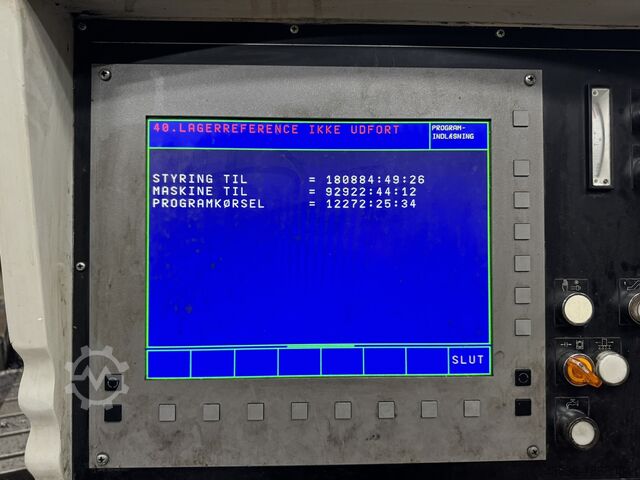 40.LAGERREFERENCE IKKE UDFORT
PROGRAM-
INDLÆSNING
STYRING TIL = 180884:49:26
MASKINE TIL = 92922:44:12
PROGRAMKØRSEL = 12272:25:34
SLUT